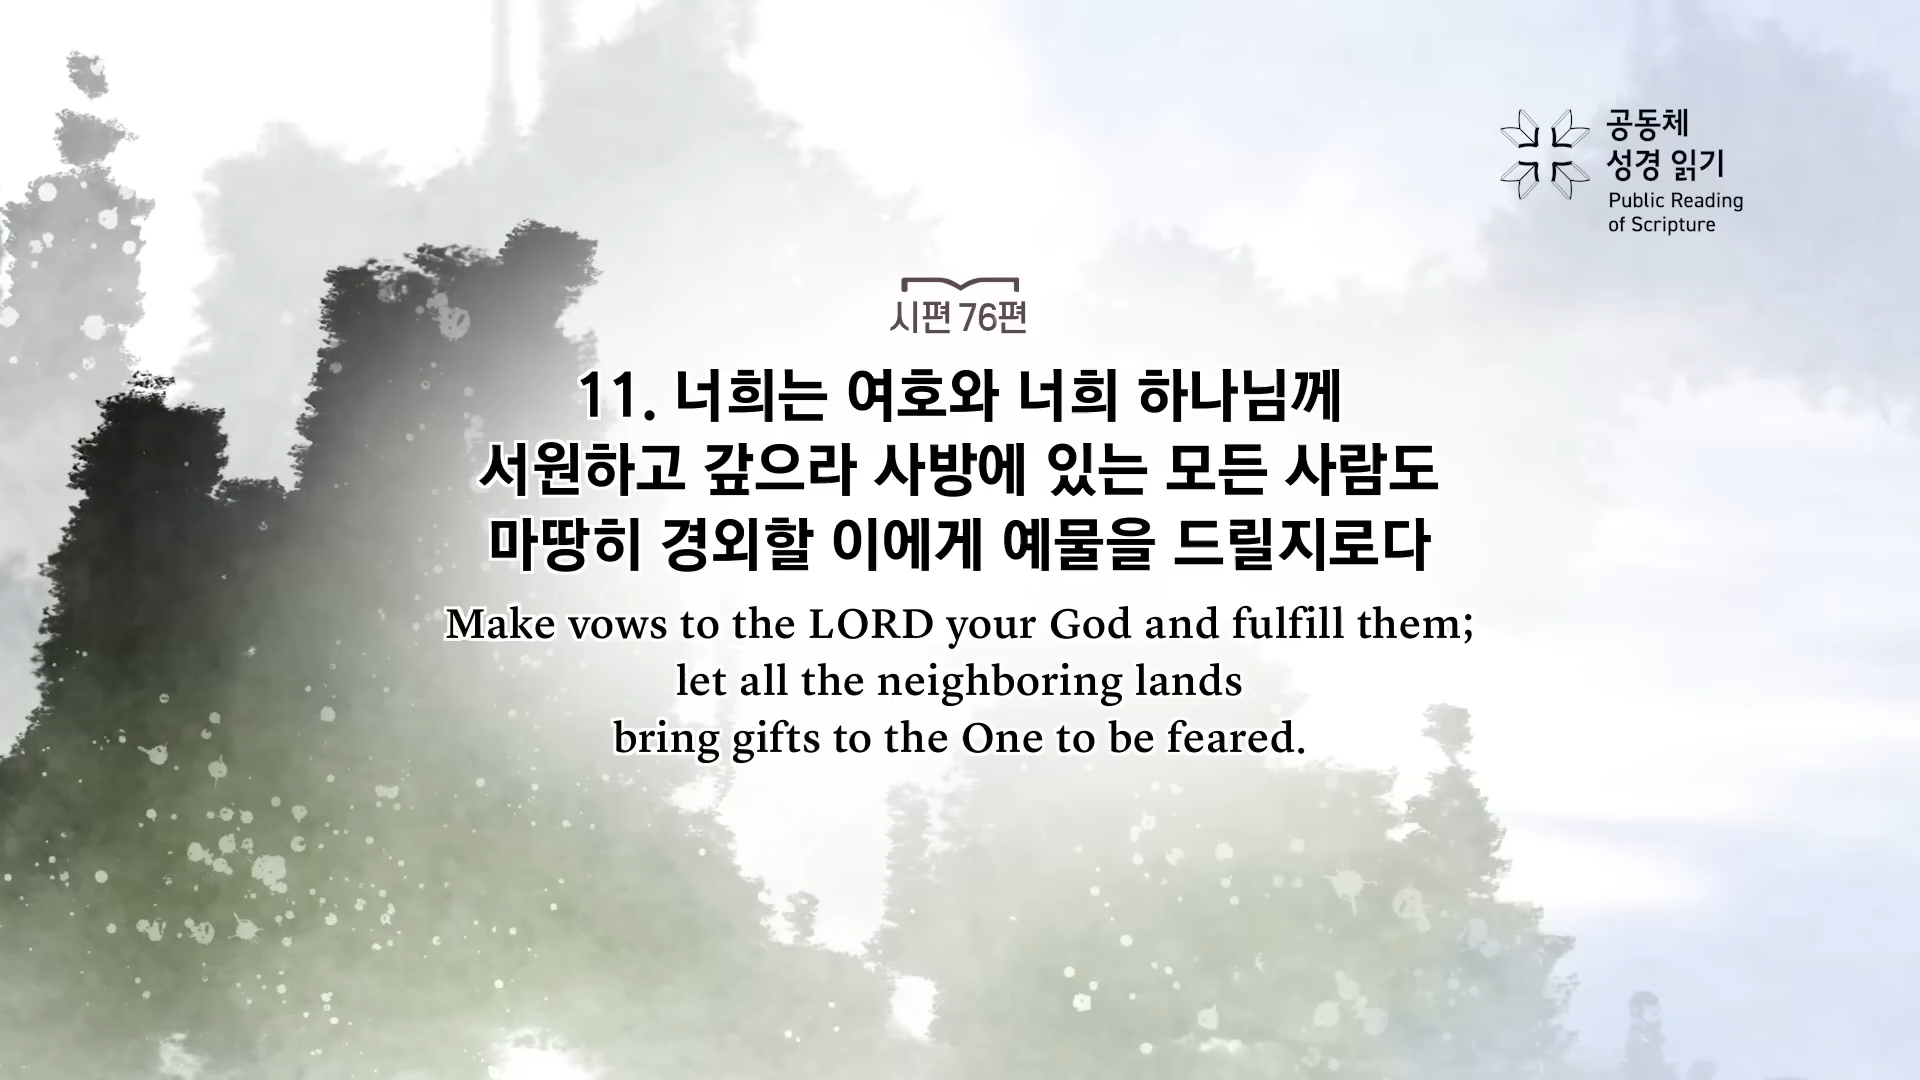 공동체
성경 읽기
Public Reading
of Scripture
시편 76편
11. 너희는 여호와 너희 하나님께
서원하고 갚으라 사방에 있는 모든 사람도
마땅히 경외할 이에게 예물을 드릴지로다
Make vows to the LORD your God and fulfill them;
let all the neighboring lands
bring gifts to the One to be feared.